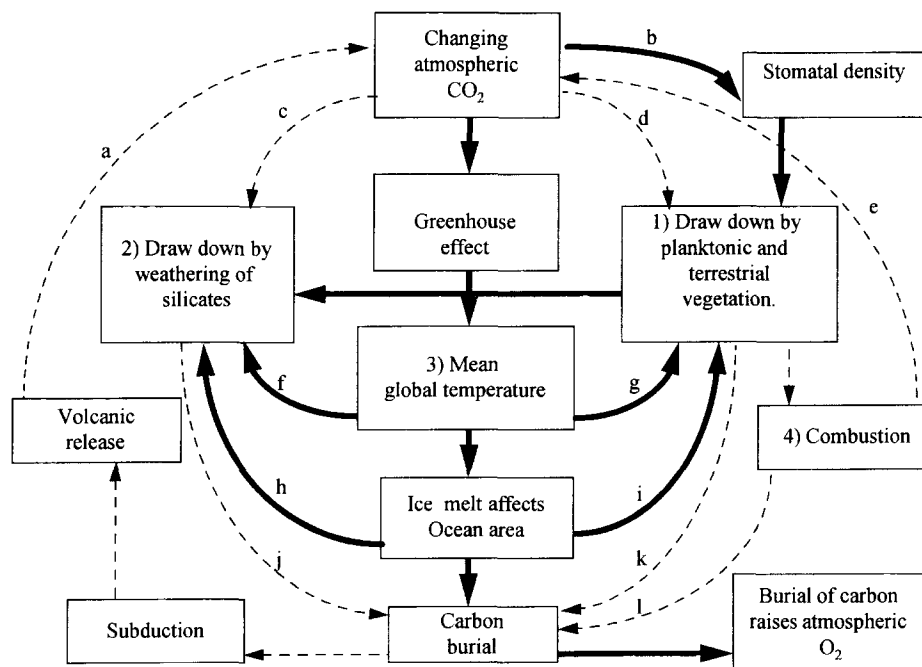 Changing
atmospheric
CO₂
b
Stomatal density
c
d
a
e
Greenhouse
effect
2) Draw down by
weathering of
silicates
1) Draw down by
planktonic and
terrestrial
vegetation.
3) Mean
global temperature
f
g
Volcanic
release
4) Combustion
Ice melt affects
Ocean area
h
i
j
k
l
Subduction
Carbon
burial
Burial of carbon
raises atmospheric
O₂